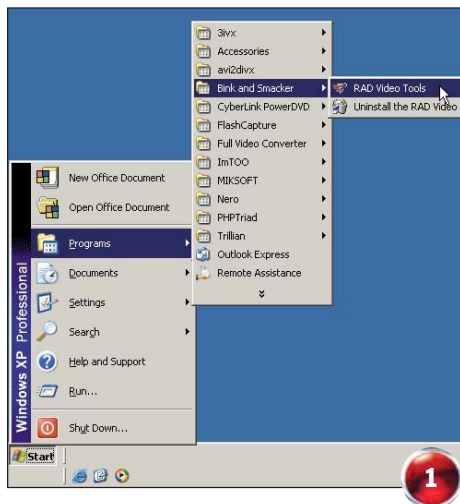 3ivx
Accessories
avi2divx
Bink and Smacker
CyberLink PowerDVD
FlashCapture
Full Video Converter
ImTOO
MIKSOFT
Nero
PHPTriad
Trillian
Outlook Express
Remote Assistance
RAD Video Tools
Uninstall the RAD Video
New Office Document
Open Office Document
Programs
Documents
Settings
Search
Help and Support
Run...
Shut Down...
Windows XP Professional
Start
1